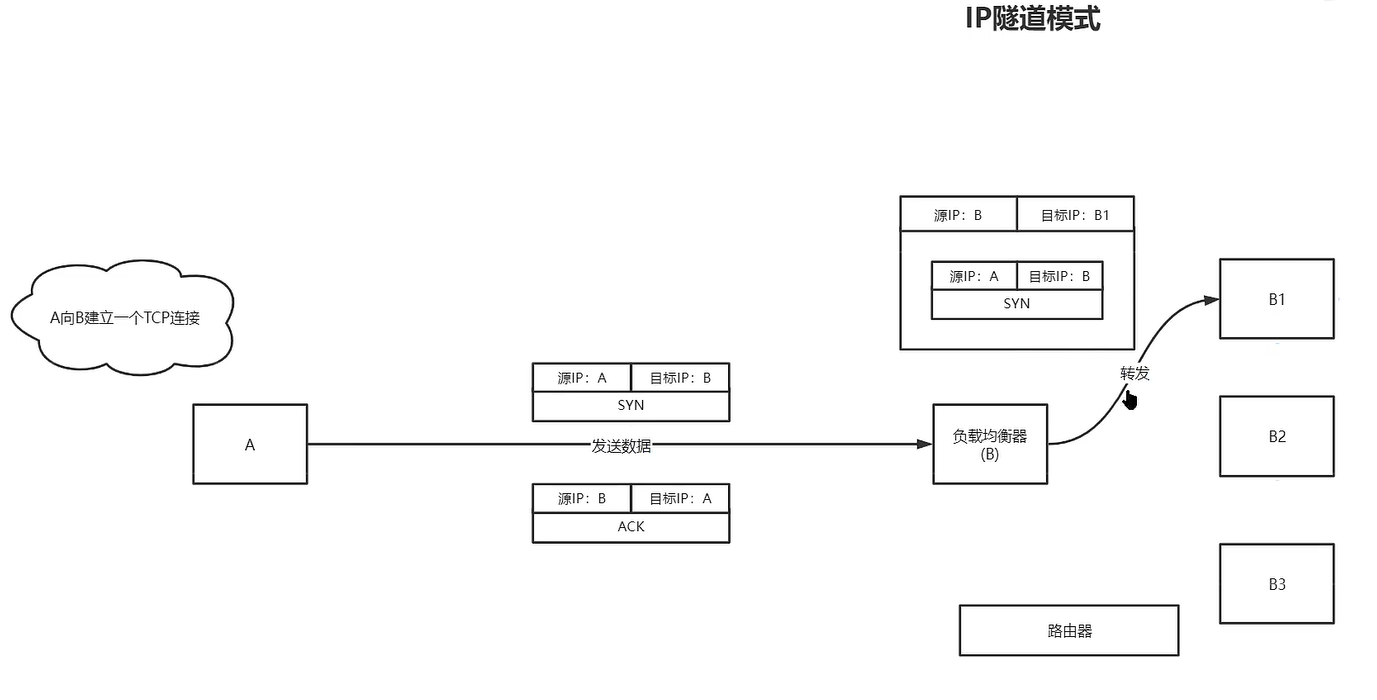 IP隧道模式
源IP：B 目标IP：B1
源IP：A 目标IP：B
SYN
A向B建立一个TCP连接
B1
转发
源IP：A 目标IP：B
SYN
A
发送数据
负载均衡器
(B)
B2
源IP：B 目标IP：A
ACK
B3
路由器